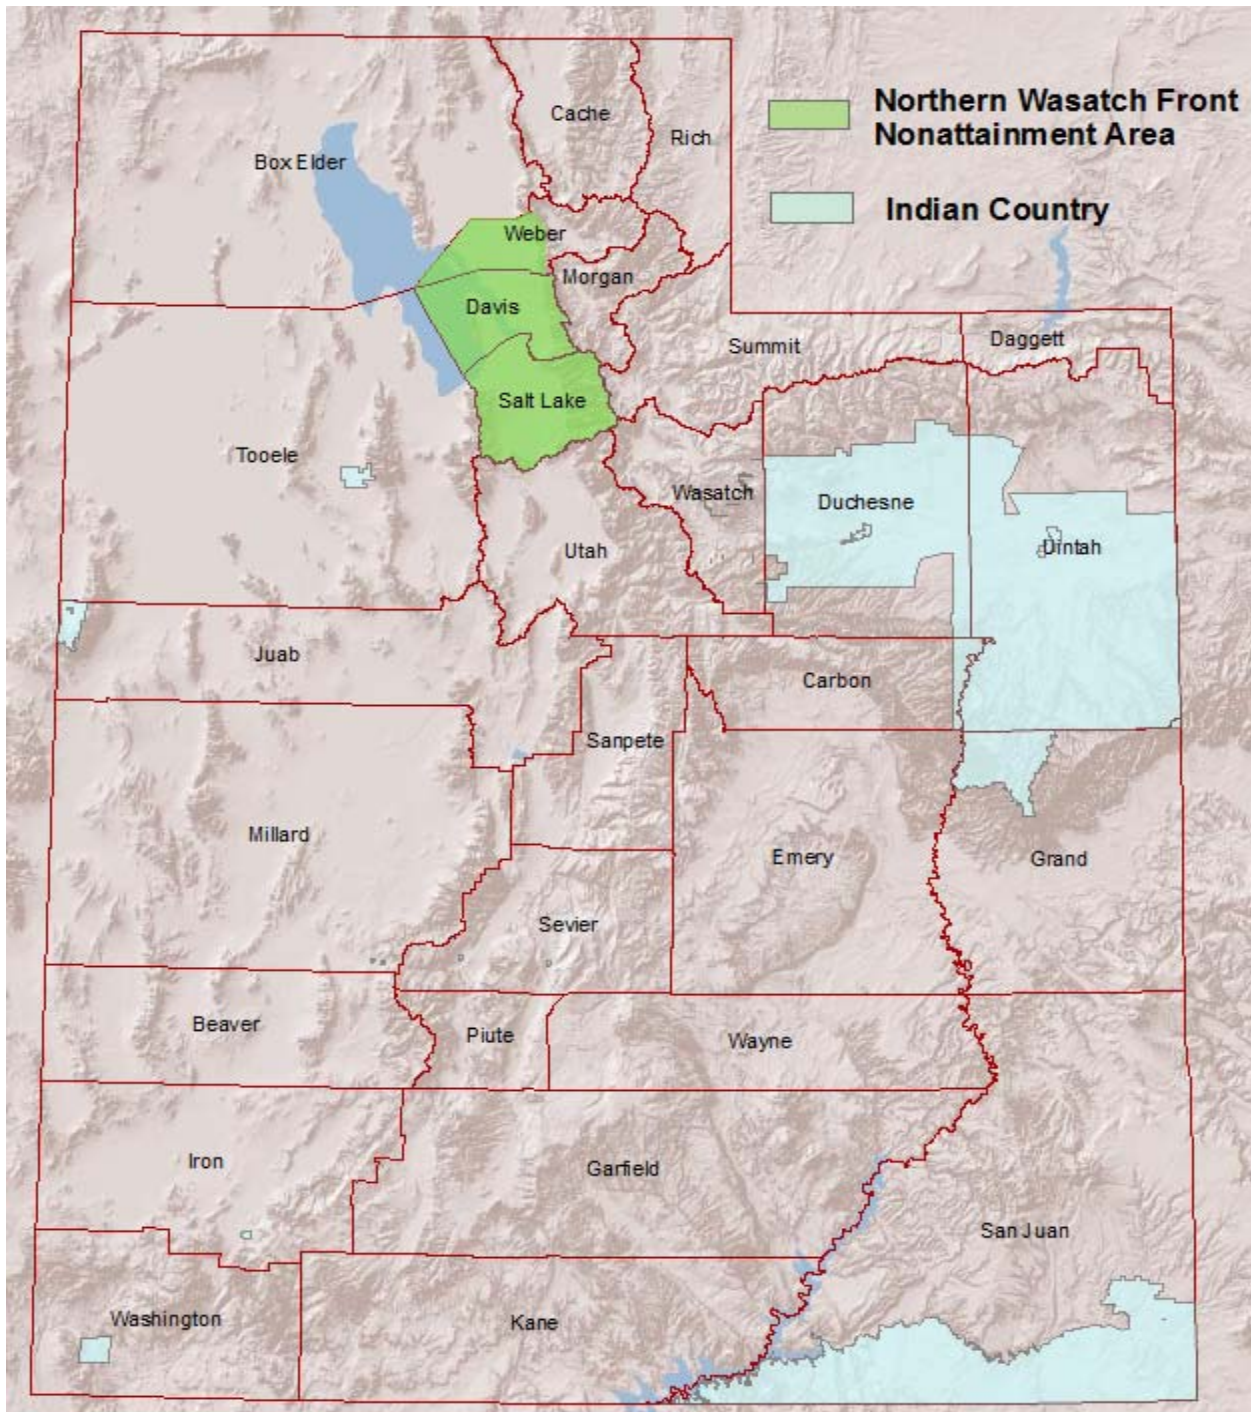 Northern Wasatch Front
Nonattainment Area
Indian Country
Cache
Rich
Box Elder
Weber
Morgan
Davis
Summit
Daggett
Salt Lake
Tooele
Wasatch
Duchesne
Uintah
Utah
Juab
Carbon
Sanpete
Millard
Emery
Grand
Sevier
Beaver
Piute
Wayne
Iron
Garfield
San Juan
Washington
Kane